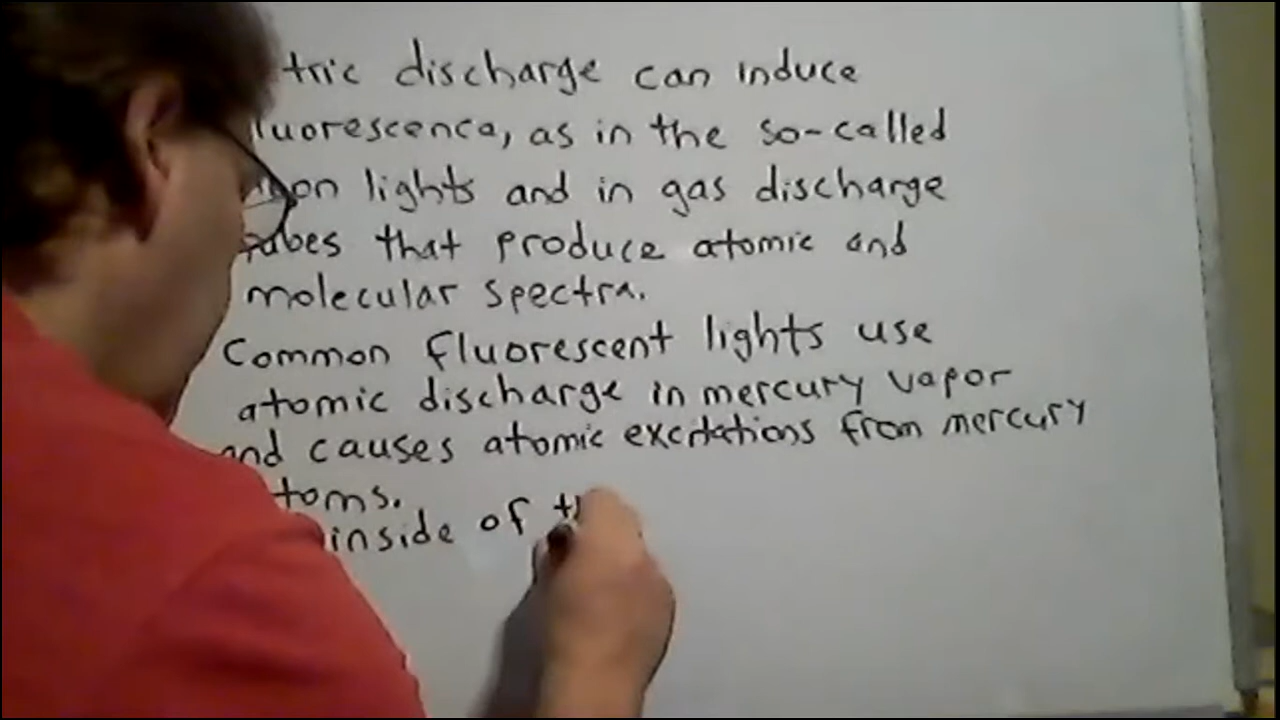 tric discharge can induce
luorescence, as in the so-called
on lights and in gas discharge
tubes that produce atomic and
molecular spectra.
Common fluorescent lights use
atomic discharge in mercury vapor
and causes atomic excitations from mercury
toms.
inside of th